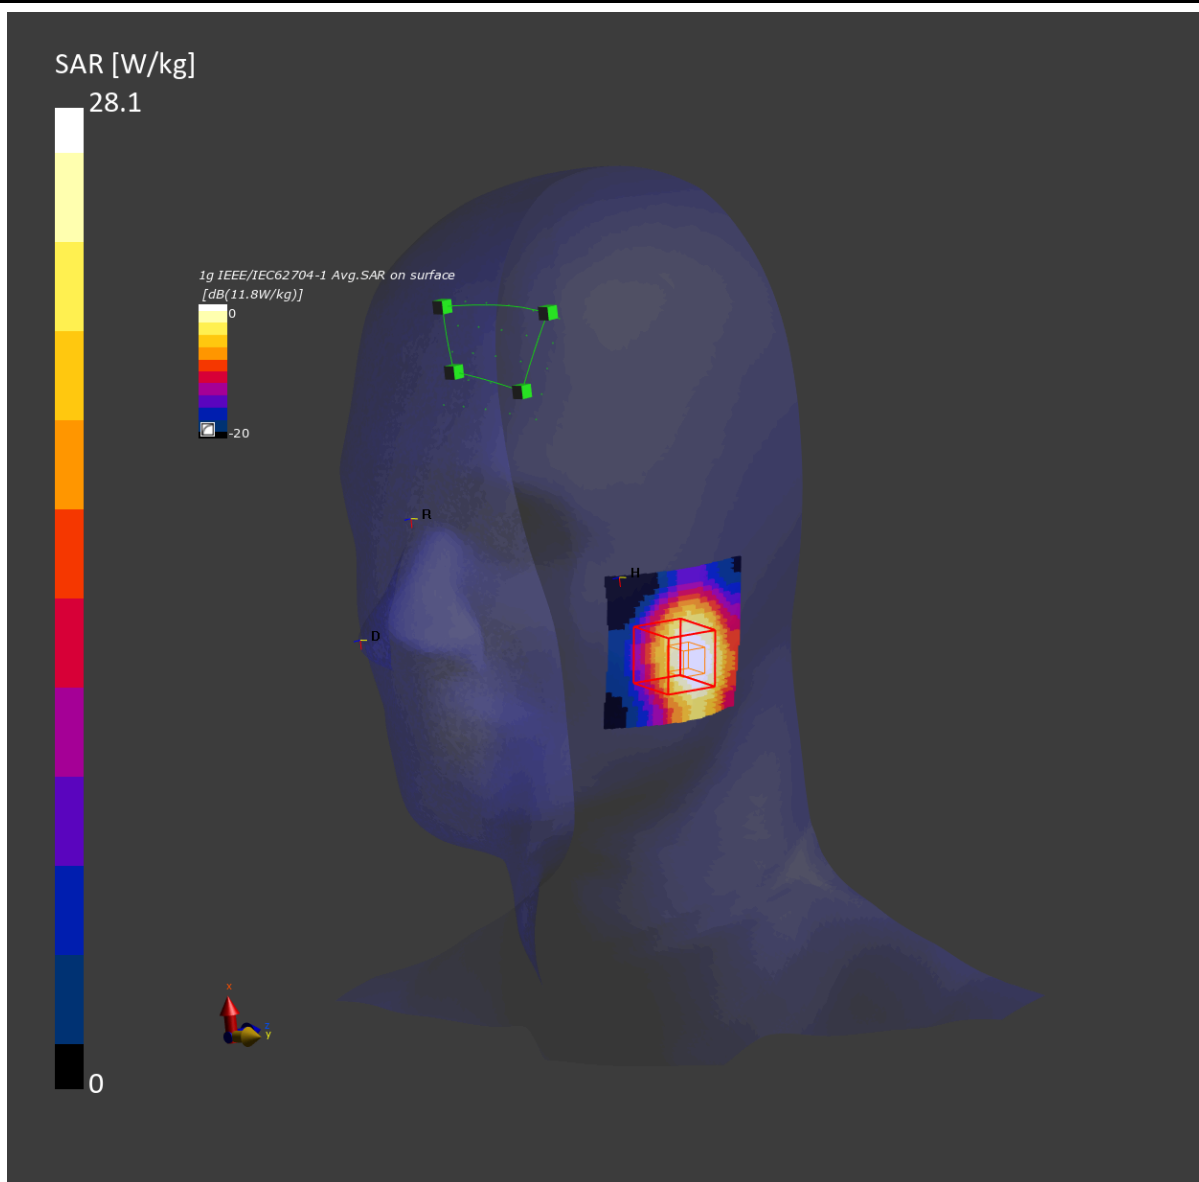 SAR [W/kg]
28.1
1g IEEE/IEC62704-1 Avg.SAR on surface
[dB(11.8W/kg)]
0
-20
R
H
D
x
y
0